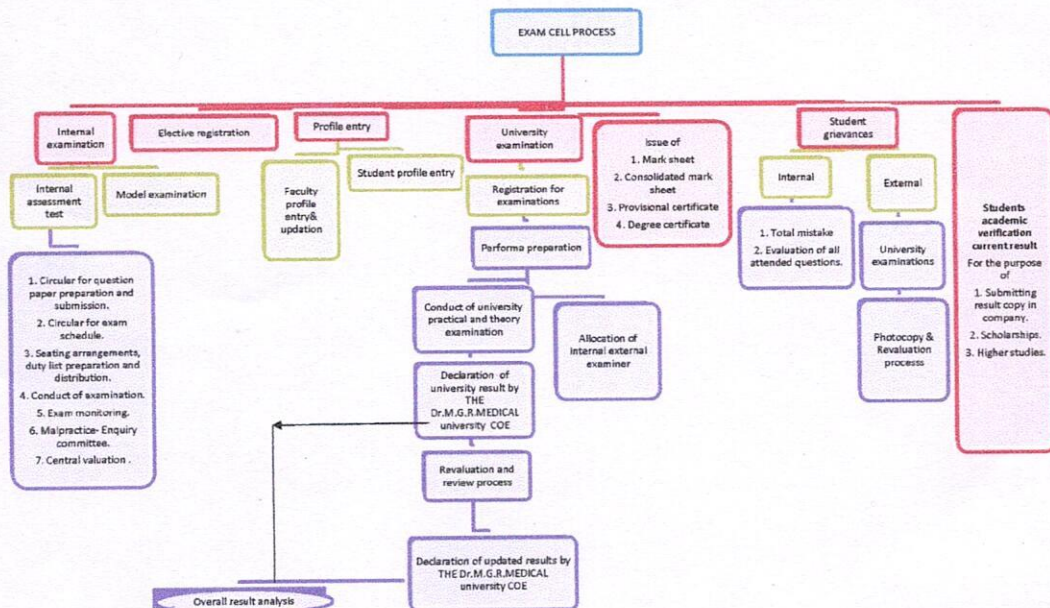 EXAM CELL PROCESS
Internal
examination
Elective registration
Profile entry
University
examination
Issue of
1. Mark sheet
2. Consolidated mark
sheet
3. Provisional certificate
4. Degree certificate
Student
grievances
Students
academic
verification
current result
For the purpose
of
1. Submitting
result copy in
company.
2. Scholarships.
3. Higher studies.
Internal
assessment
test
Model examination
Faculty
profile
entry&
updation
Student profile entry
Registration for
examinations
Internal
External
1. Circular for question
paper preparation and
submission.
2. Circular for exam
schedule.
3. Seating arrangements,
duty list preparation and
distribution.
4. Conduct of examination.
5. Exam monitoring.
6. Malpractice- Enquiry
committee.
7. Central valuation .
Performa preparation
1. Total mistake
2. Evaluation of all
attended questions.
University
examinations
Conduct of university
practical and theory
examination
Allocation of
Internal external
examiner
Photocopy &
Revaluation
processs
Declaration of
university result by
THE
Dr.M.G.R.MEDICAL
university COE
Revaluation and
review process
Declaration of updated results by
THE Dr.M.G.R.MEDICAL
university COE
Overall result analysis